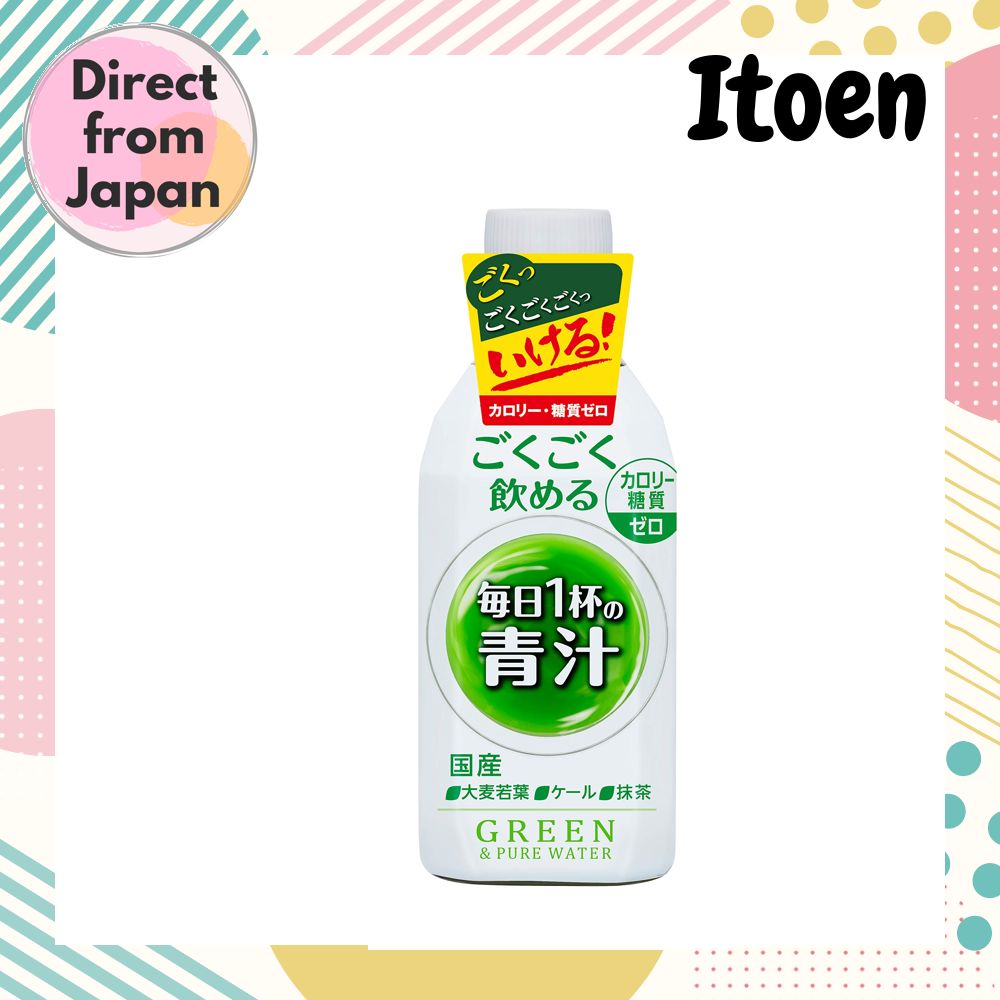 Direct
from
Japan
Itoen
ごくっ
ごくごくごくっ
いける!
カロリー・糖質ゼロ
ごくごく
飲める
カロリー
糖質
ゼロ
毎日1杯の
青汁
国産
大麦若葉 ケール 抹茶
GREEN
& PURE WATER